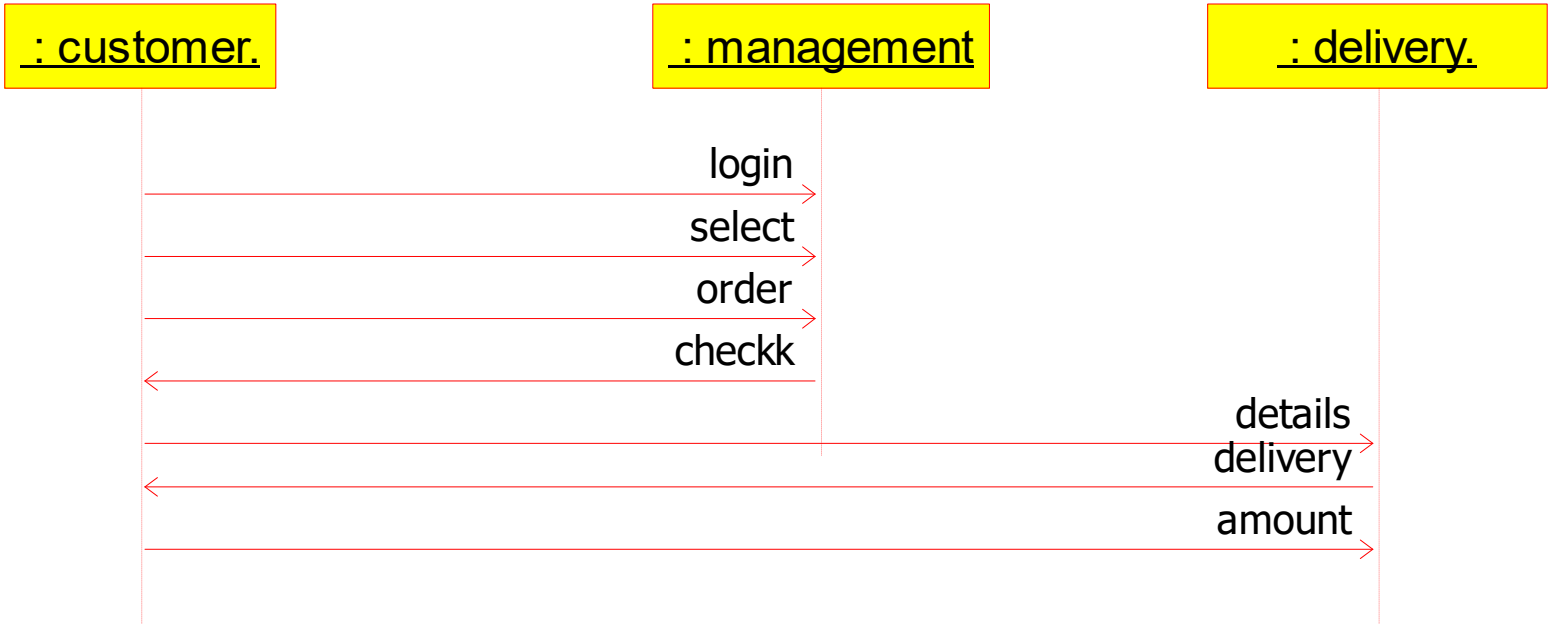 : customer.
: management
: delivery.
login
select
order
checkk
details
delivery
amount